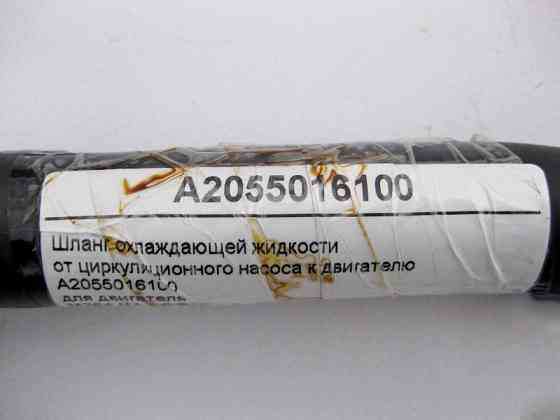 A2055016100
Шланг охлаждающей жидкости
от циркуляционного насоса к двигателю
A2055016100
для двигателя